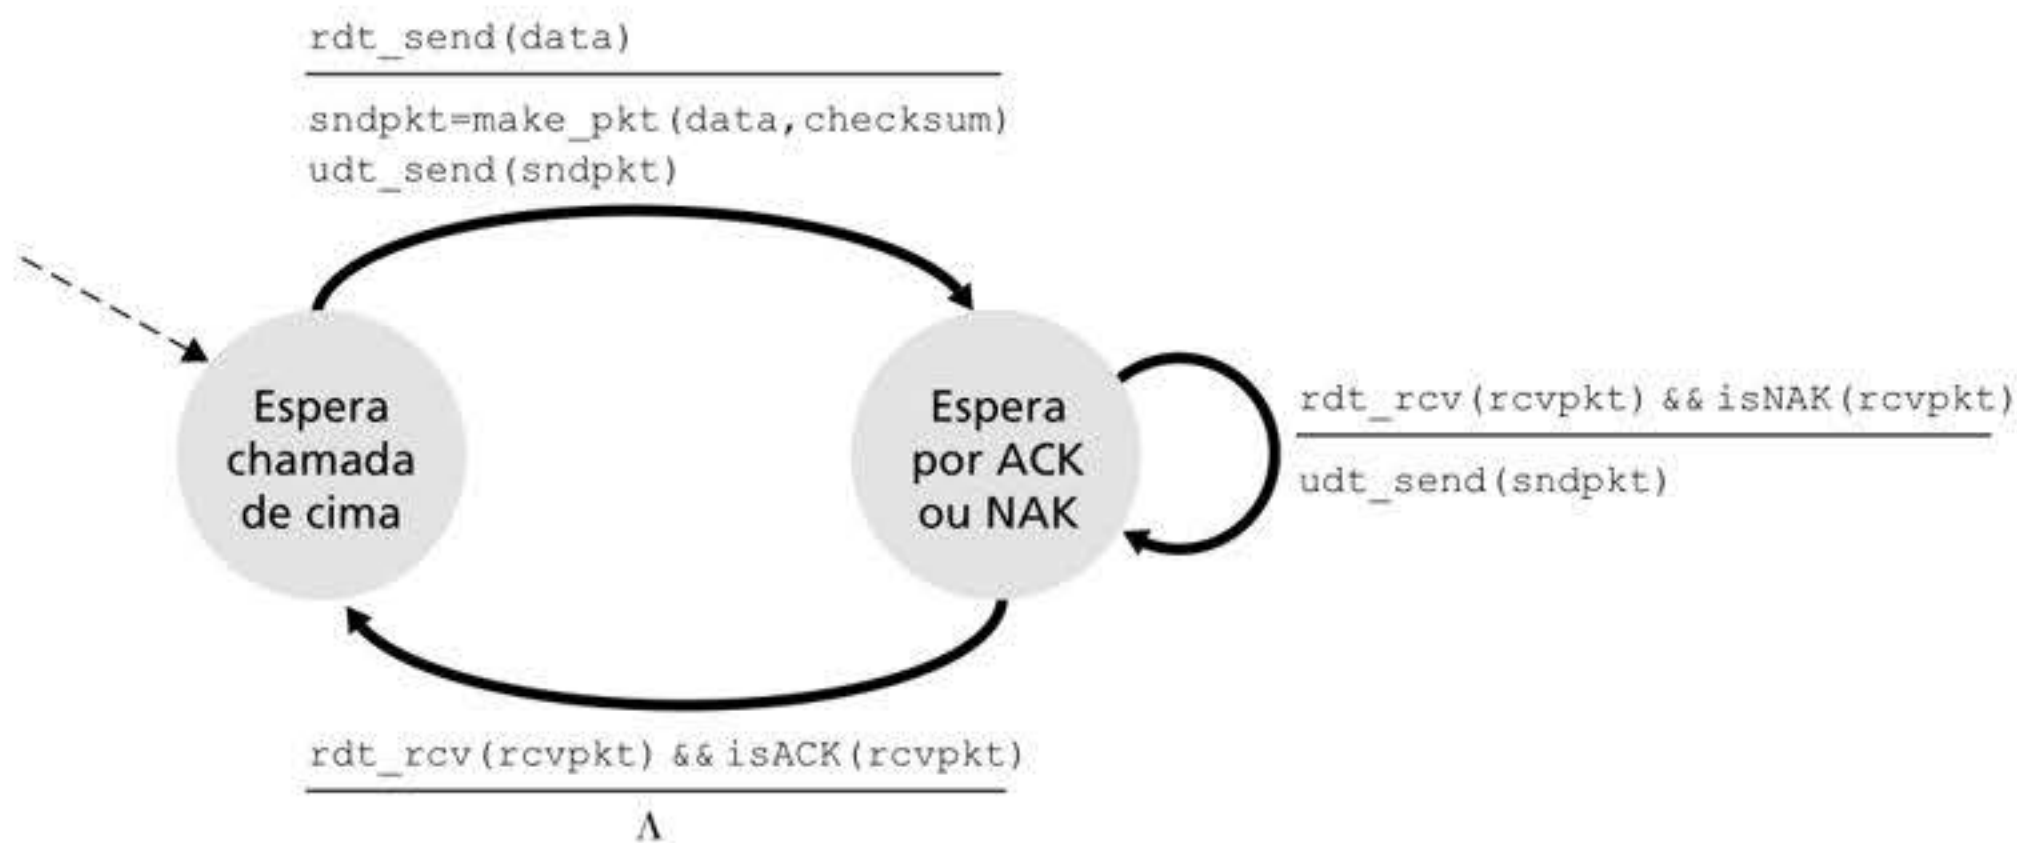 rdt_send(data)
sndpkt=make_pkt(data,checksum)
udt_send(sndpkt)
Espera
chamada
de cima
Espera
por ACK
ou NAK
rdt_rcv(rcvpkt) && isNAK(rcvpkt)
udt_send(sndpkt)
rdt_rcv(rcvpkt) && isACK(rcvpkt)
Λ